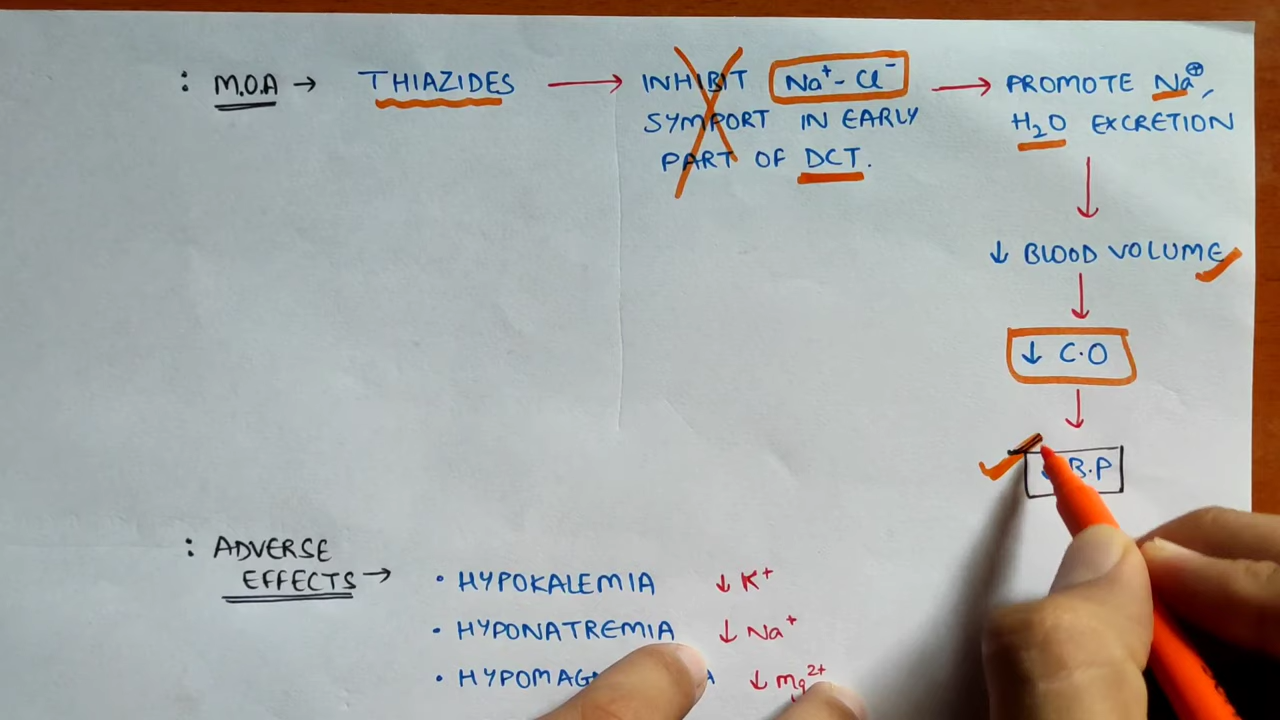 : M.O.A → THIAZIDES → INHIBIT Na⁺-Cl⁻ → PROMOTE Na⁺,
SYMPORT IN EARLY H₂O EXCRETION
PART OF DCT.
↓ BLOOD VOLUME
↓ C.O
↓ B.P
: ADVERSE
EFFECTS → • HYPOKALEMIA ↓ K⁺
• HYPONATREMIA ↓ Na⁺
• ↓ Mg²⁺